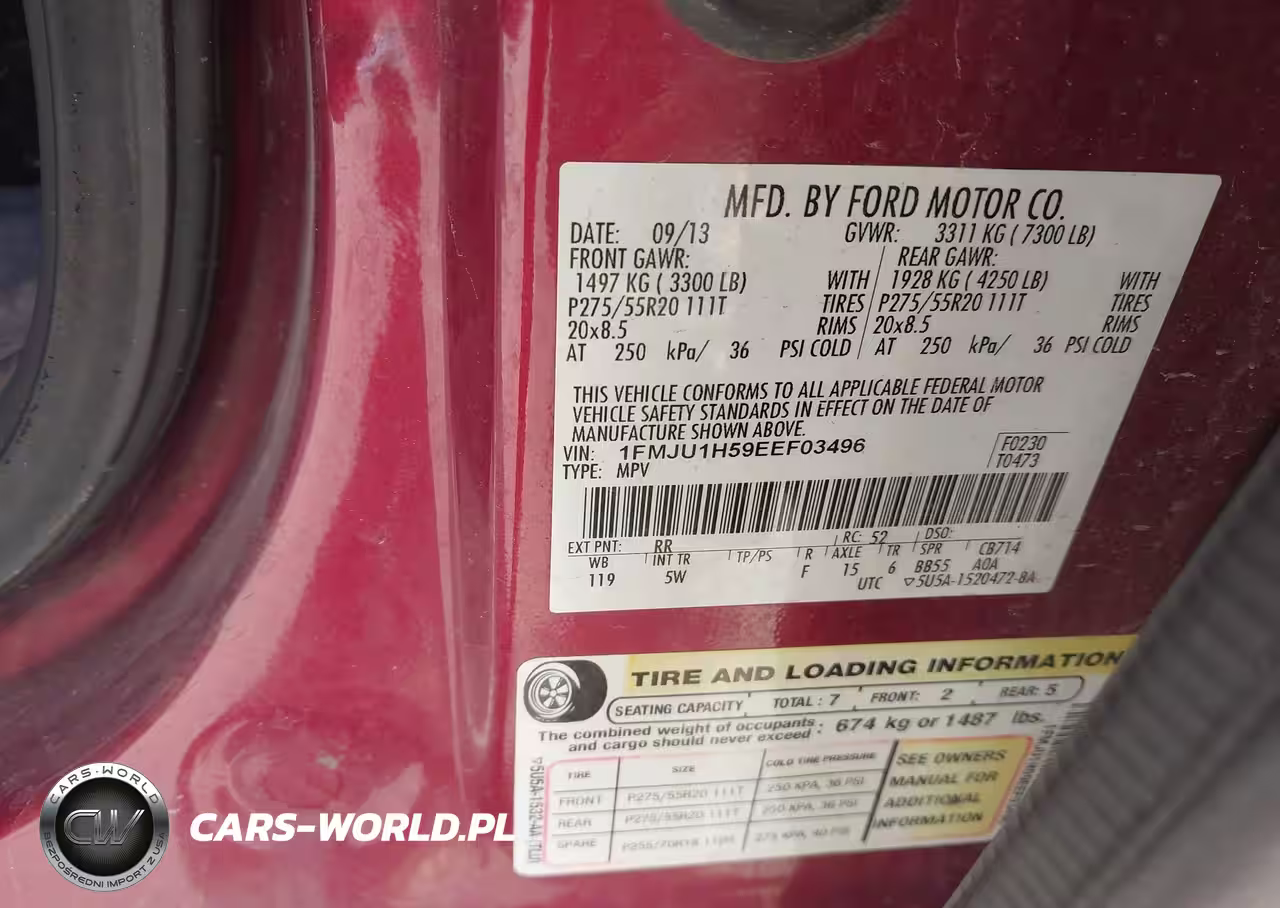 MFD. BY FORD MOTOR CO.
DATE: 09/13 GVWR: 3311 KG ( 7300 LB)
FRONT GAWR: REAR GAWR:
1497 KG ( 3300 LB) WITH 1928 KG ( 4250 LB) WITH
P275/55R20 111T TIRES P275/55R20 111T TIRES
20x8.5 RIMS 20x8.5 RIMS
AT 250 kPa/ 36 PSI COLD AT 250 kPa/ 36 PSI COLD
THIS VEHICLE CONFORMS TO ALL APPLICABLE FEDERAL MOTOR
VEHICLE SAFETY STANDARDS IN EFFECT ON THE DATE OF
MANUFACTURE SHOWN ABOVE.
VIN: 1FMJU1H59EEF03496 F0230
TYPE: MPV T0473
EXT PNT: RR RC: 52 DSO:
WB INT TR TP/PS R AXLE TR SPR CB714
119 5W F 15 6 BB55 A0A
UTC ▽5U5A-1520472-BA
TIRE AND LOADING INFORMATION
SEATING CAPACITY TOTAL : 7 FRONT: 2 REAR: 5
The combined weight of occupants : 674 kg or 1487 lbs.
and cargo should never exceed
TIRE SIZE COLD TIRE PRESSURE SEE OWNERS
FRONT P275/55R20 111T 250 KPA, 36 PSI MANUAL FOR
REAR P275/55R20 111T 250 KPA, 36 PSI ADDITIONAL
SPARE INFORMATION
CARS-WORLD
CW
BEZPOŚREDNI IMPORT Z USA
CARS-WORLD.PL